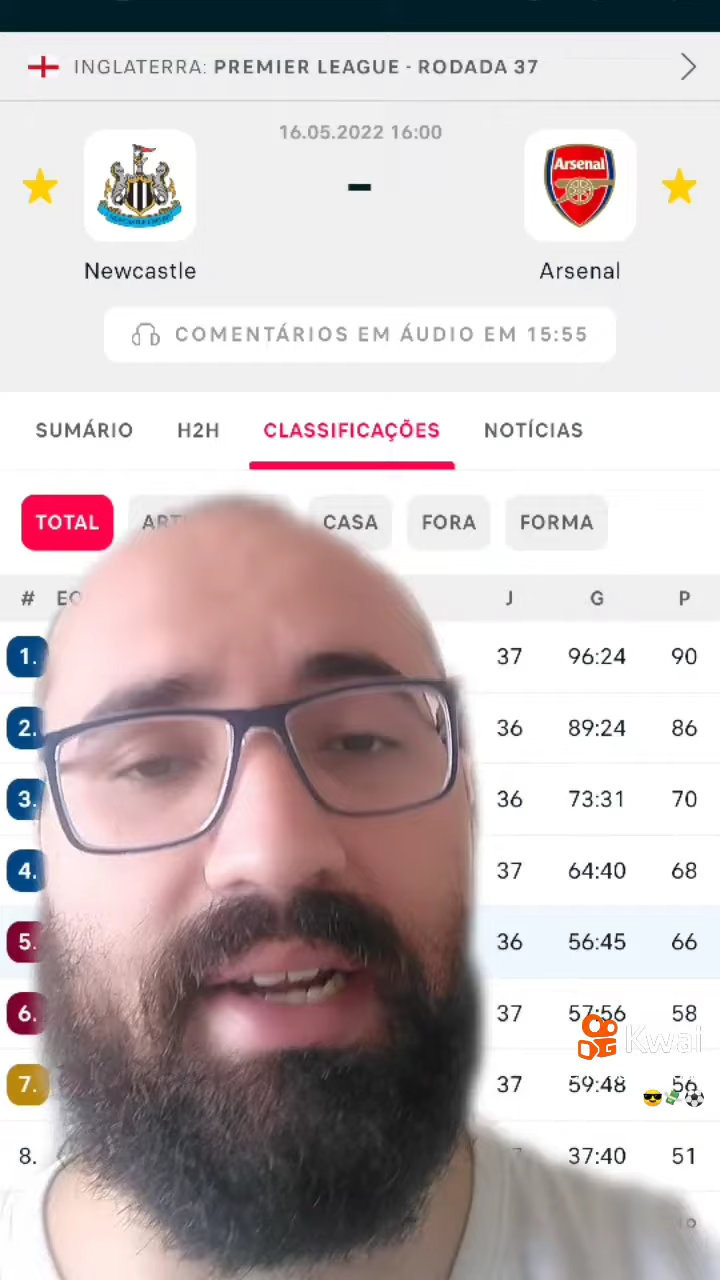 INGLATERRA: PREMIER LEAGUE - RODADA 37
16.05.2022 16:00
Arsenal
Newcastle
Arsenal
COMENTÁRIOS EM ÁUDIO EM 15:55
SUMÁRIO H2H CLASSIFICAÇÕES NOTÍCIAS
TOTAL CASA FORA FORMA
# J G P
1. 37 96:24 90
2. 36 89:24 86
3. 36 73:31 70
4. 37 64:40 68
5. 36 56:45 66
6. 37 57:56 58
Kwai
7. 37 59:48 56
8. 37:40 51